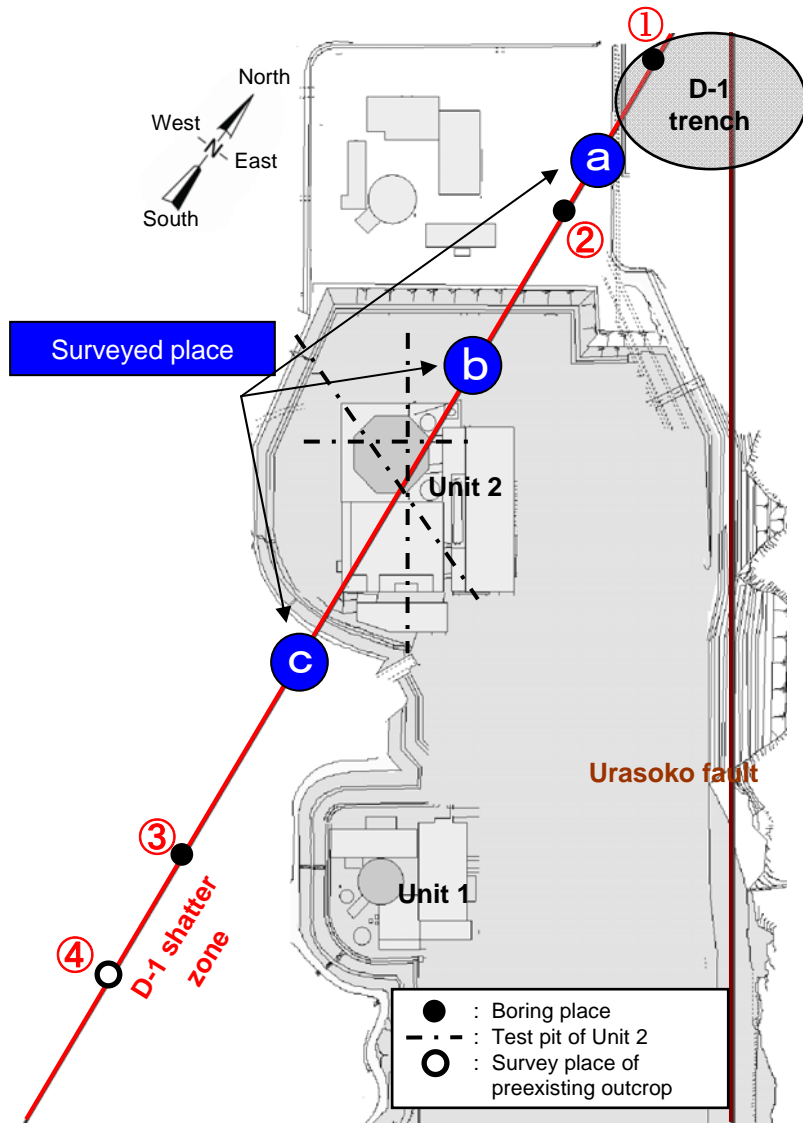 ①
D-1
trench
North
West
N
East
South
a
②
Surveyed place
b
Unit 2
c
Urasoko fault
③
Unit 1
D-1 shatter
zone
④
: Boring place
: Test pit of Unit 2
: Survey place of
preexisting outcrop